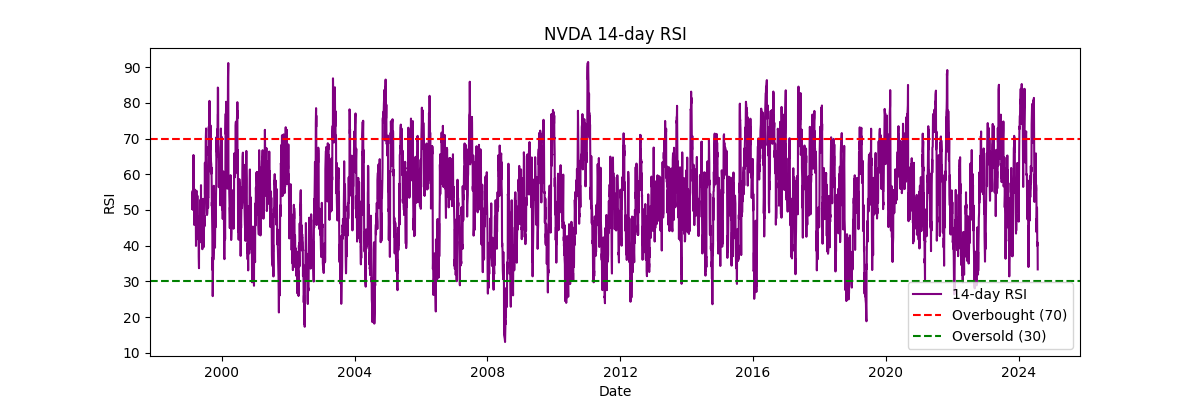 NVDA 14-day RSI
RSI
90
80
70
60
50
40
30
20
10
14-day RSI
Overbought (70)
Oversold (30)
2000 2004 2008 2012 2016 2020 2024
Date